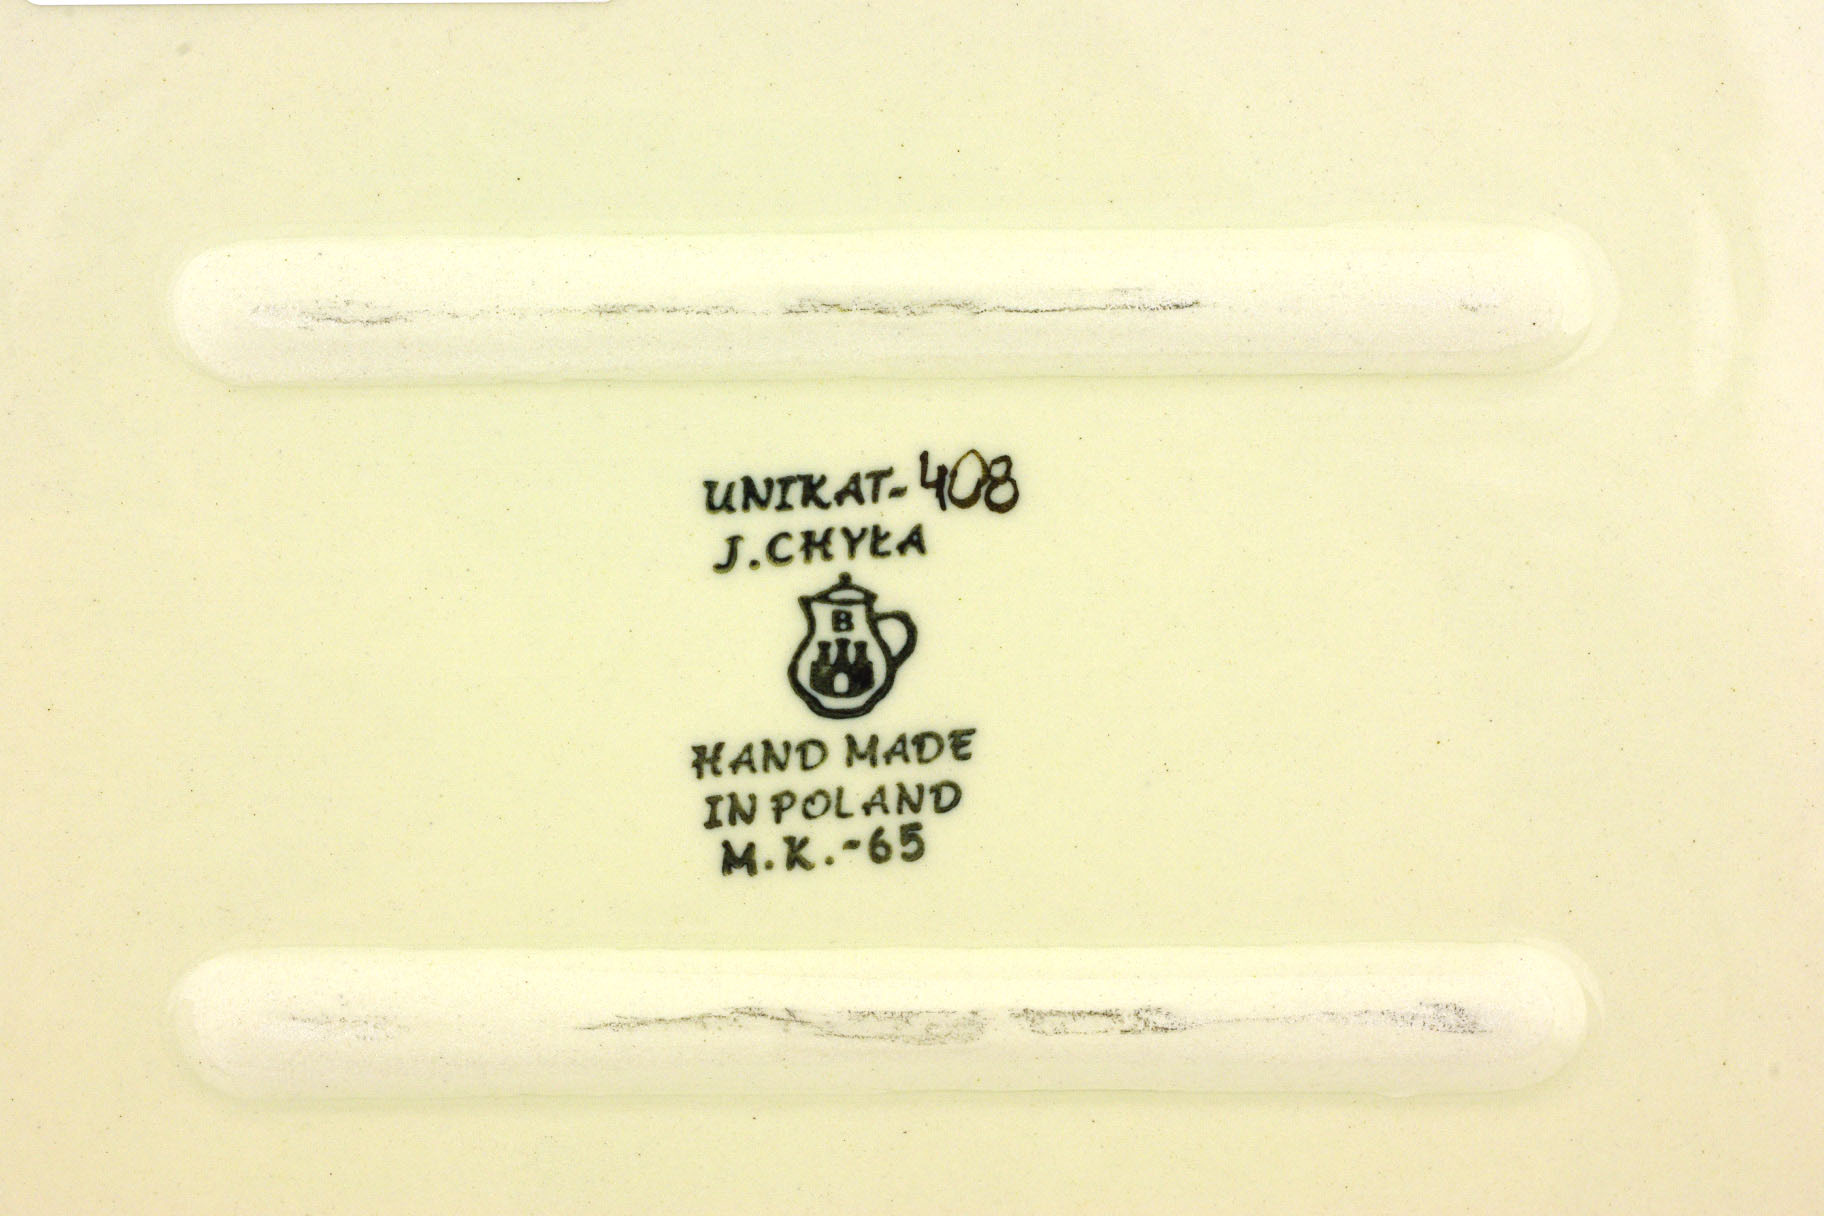 UNIKAT-408
J.CHYŁA
B
HAND MADE
IN POLAND
M.K.-65